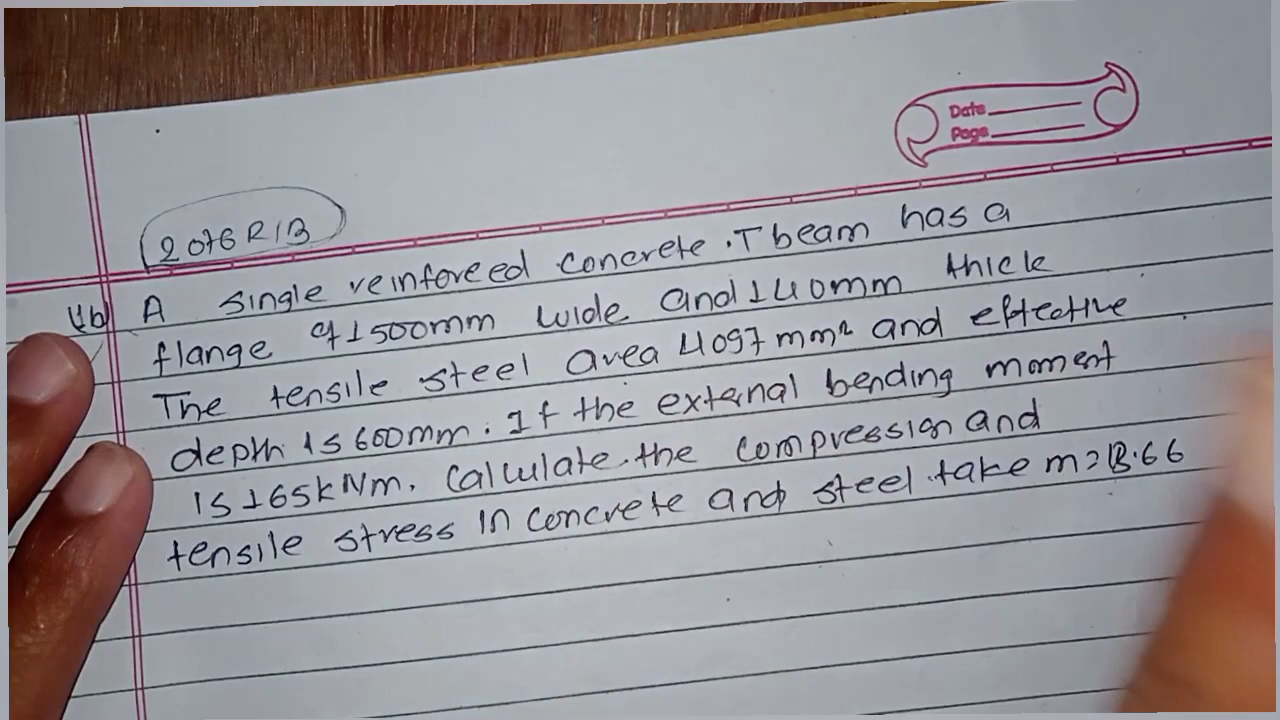 Date
Page
2076 R/B
4b) A single reinforced concrete T beam has a
flange of 1500mm wide and 140mm thick
The tensile steel area 4097 mm² and effective
depth is 600mm. If the external bending moment
is 165kNm. Calculate the compression and
tensile stress in concrete and steel take m=13.66